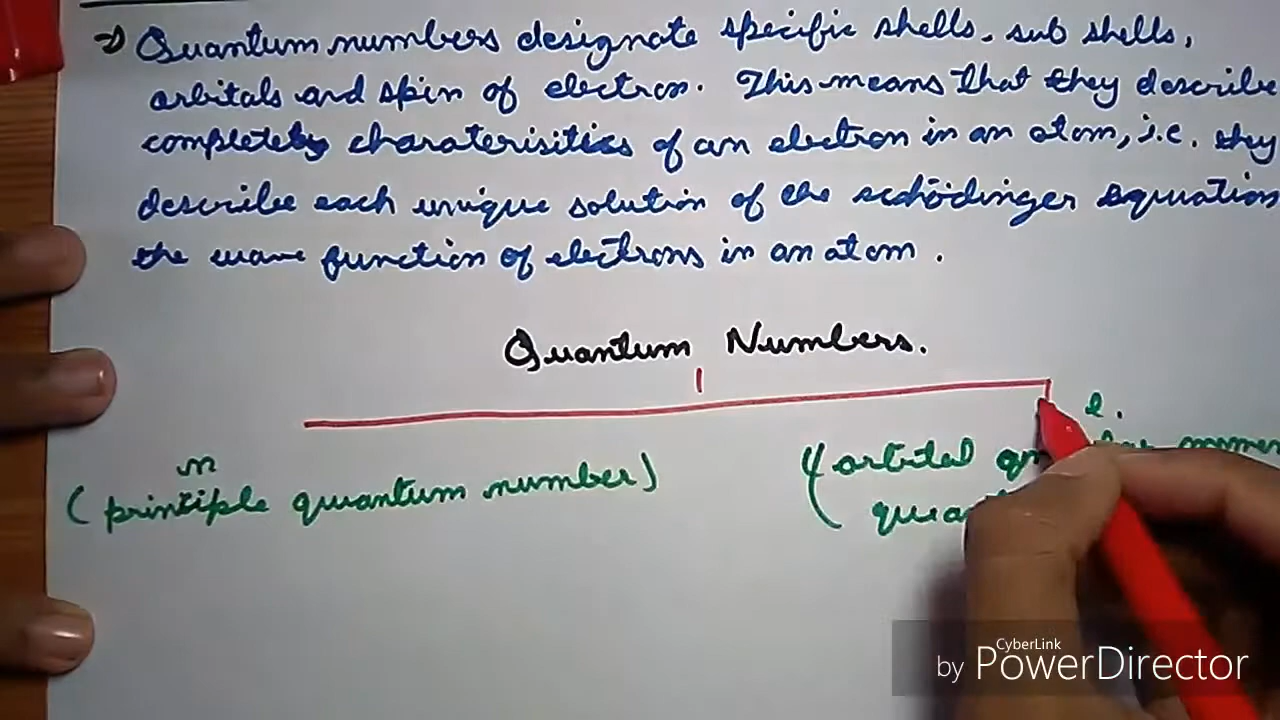 → Quantum numbers designate specific shells, sub shells,
orbitals and spin of electron. This means that they describe
completely charaterisitics of an electron in an atom, i.e. they
describe each unique solution of the schödinger equation
the wave function of electrons in an atom.
Quantum Numbers.
n
l.
(principle quantum number)
(orbital
CyberLink
by PowerDirector